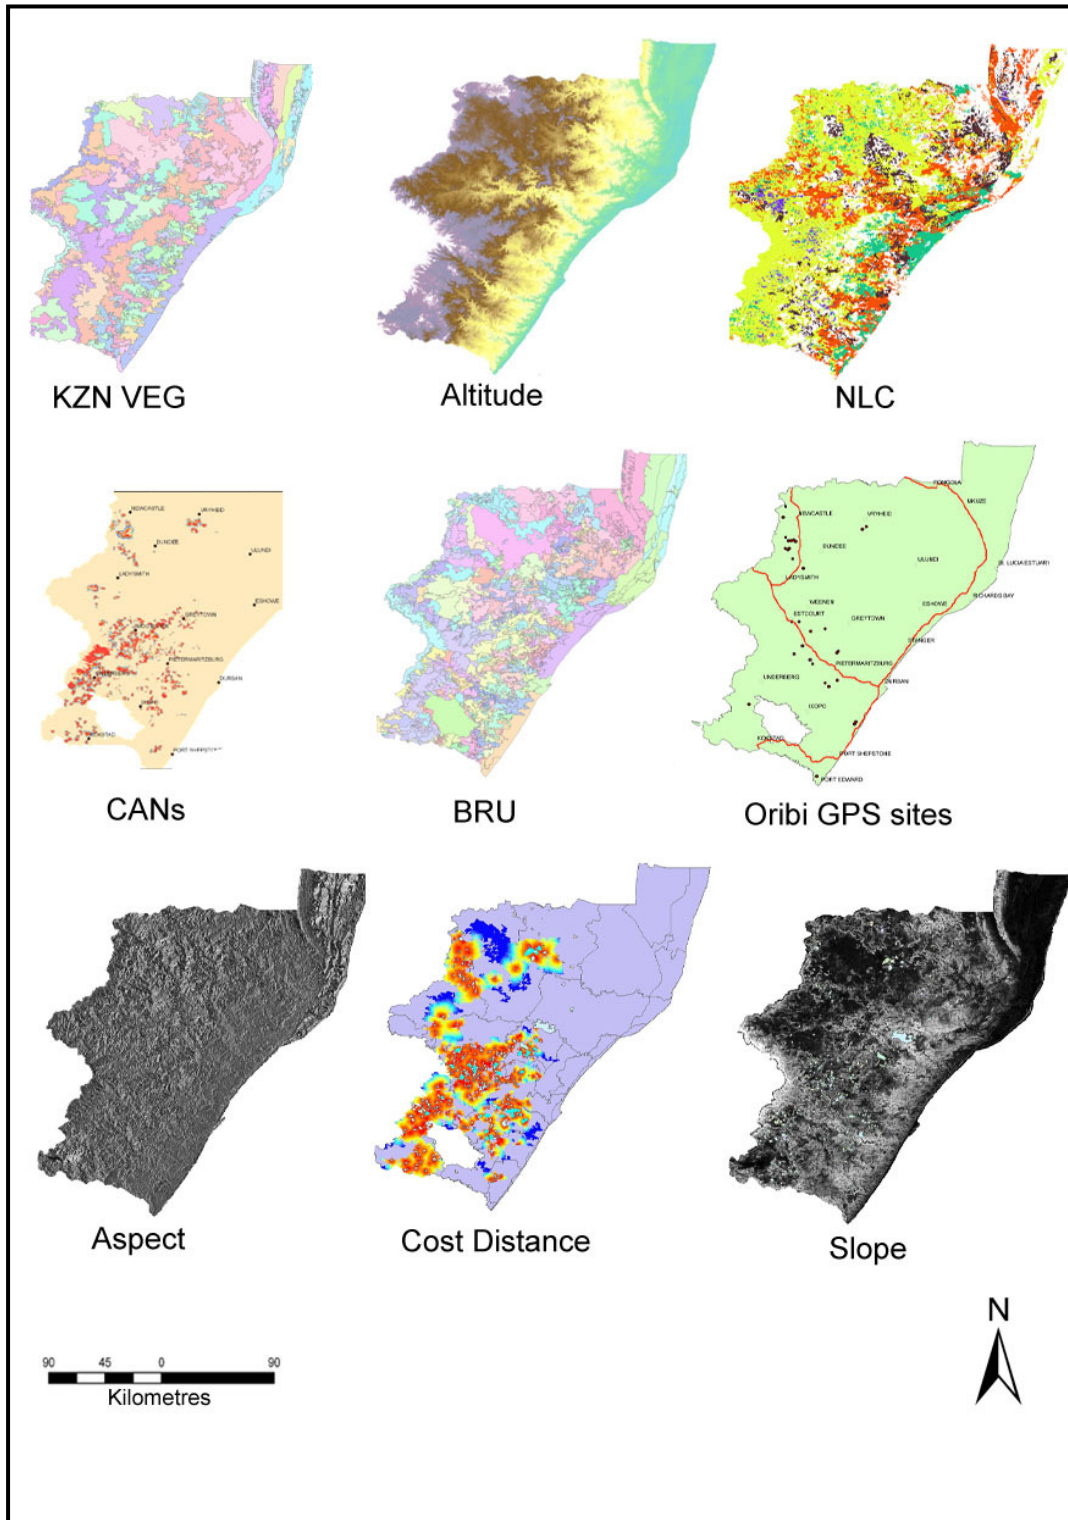 KZN VEG
Altitude
NLC
NEWCASTLE
VRYHEID
DUNDEE
ULUNDI
LADYSMITH
ESHOWE
GREYTOWN
PIETERMARITZBURG
DURBAN
KOKSTAD
CANs
BRU
PONGOLA
MKUZE
NEWCASTLE
VRYHEID
DUNDEE
ULUNDI
ST. LUCIA ESTUARY
LADYSMITH
RICHARDS BAY
WEENEN
ESHOWE
ESTCOURT
GREYTOWN
STANGER
PIETERMARITZBURG
UNDERBERG
DURBAN
IXOPO
KOKSTAD
PORT SHEPSTONE
PORT EDWARD
Oribi GPS sites
Aspect
Cost Distance
Slope
90 45 0 90
Kilometres
N